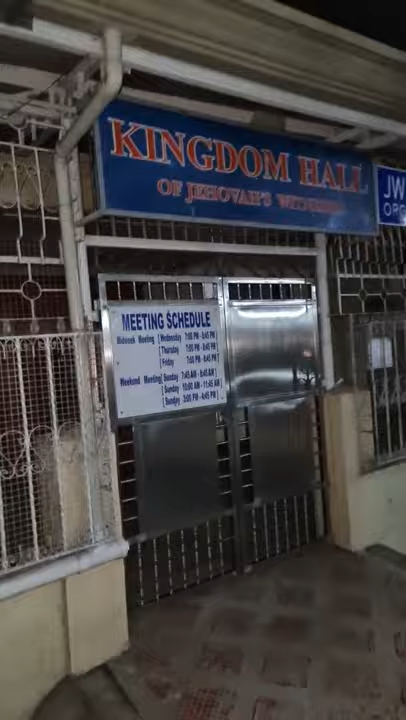 KINGDOM HALL
OF JEHOVAH'S WITNESSES
JW
ORG
MEETING SCHEDULE
Midweek Meeting [ Wednesday 7:00 PM - 8:45 PM ]
[ Thursday 7:00 PM - 8:45 PM ]
[ Friday 7:00 PM - 8:45 PM ]
Weekend Meeting [ Sunday 7:45 AM - 9:45 AM ]
[ Sunday 10:00 AM - 11:45 AM ]
[ Sunday 3:00 PM - 4:45 PM ]